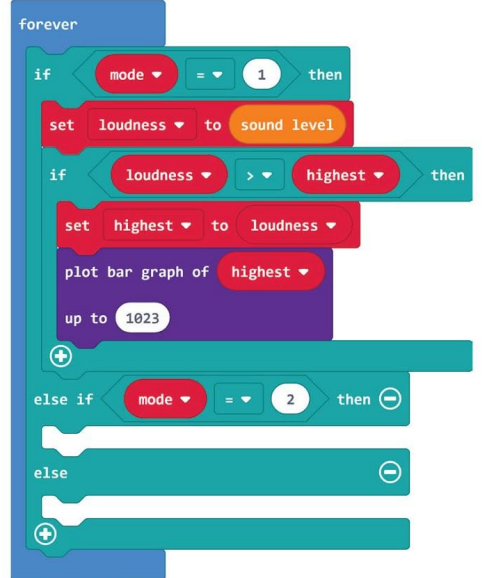 forever
if mode = 1 then
set loudness to sound level
if loudness > highest then
set highest to loudness
plot bar graph of highest
up to 1023
else if mode = 2 then
else